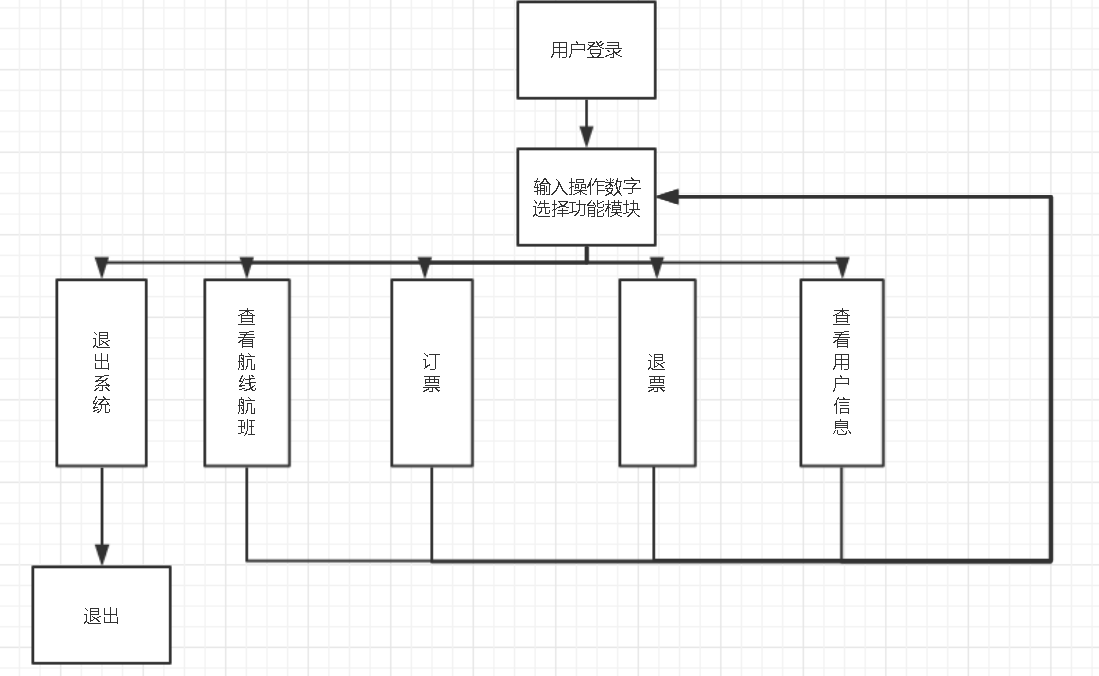 用户登录
输入操作数字
选择功能模块
退
出
系
统
查
看
航
线
航
班
订
票
退
票
查
看
用
户
信
息
退出